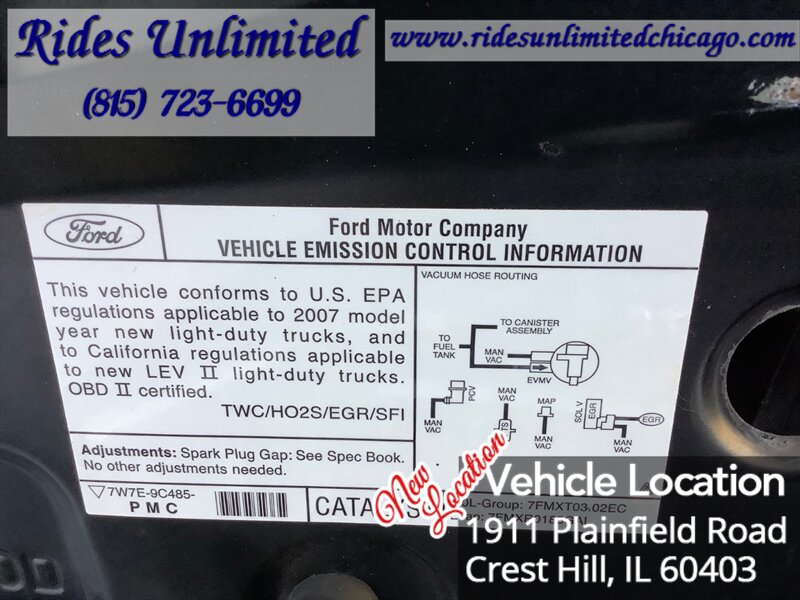 Rides Unlimited
(815) 723-6699
www.ridesunlimitedchicago.com
Ford
Ford Motor Company
VEHICLE EMISSION CONTROL INFORMATION
This vehicle conforms to U.S. EPA
regulations applicable to 2007 model
year new light-duty trucks, and
to California regulations applicable
to new LEV II light-duty trucks.
OBD II certified.
TWC/HO2S/EGR/SFI
Adjustments: Spark Plug Gap: See Spec Book.
No other adjustments needed.
7W7E-9C485-
PMC
VACUUM HOSE ROUTING
TO CANISTER
ASSEMBLY
TO
FUEL
TANK
MAN
VAC
EVMV
PCV
MAN
VAC
MAN
VAC
MAP
MAN
VAC
SOL V
EGR
EGR
MAN
VAC
-Group: 7FMXT03.02EC
New Location
Vehicle Location
1911 Plainfield Road
Crest Hill, IL 60403